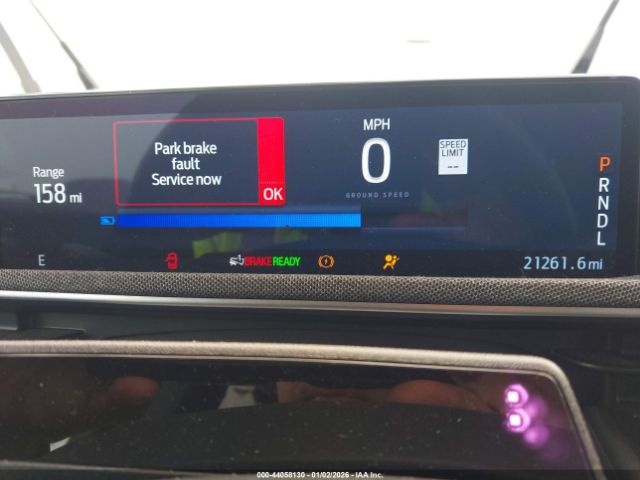 Range
158 mi
Park brake
fault
Service now
OK
MPH
0
GROUND SPEED
SPEED
LIMIT
--
P
R
N
D
L
E
BRAKE
READY
21261.6 mi
000-44058130 - 01/02/2026 - IAA Inc.